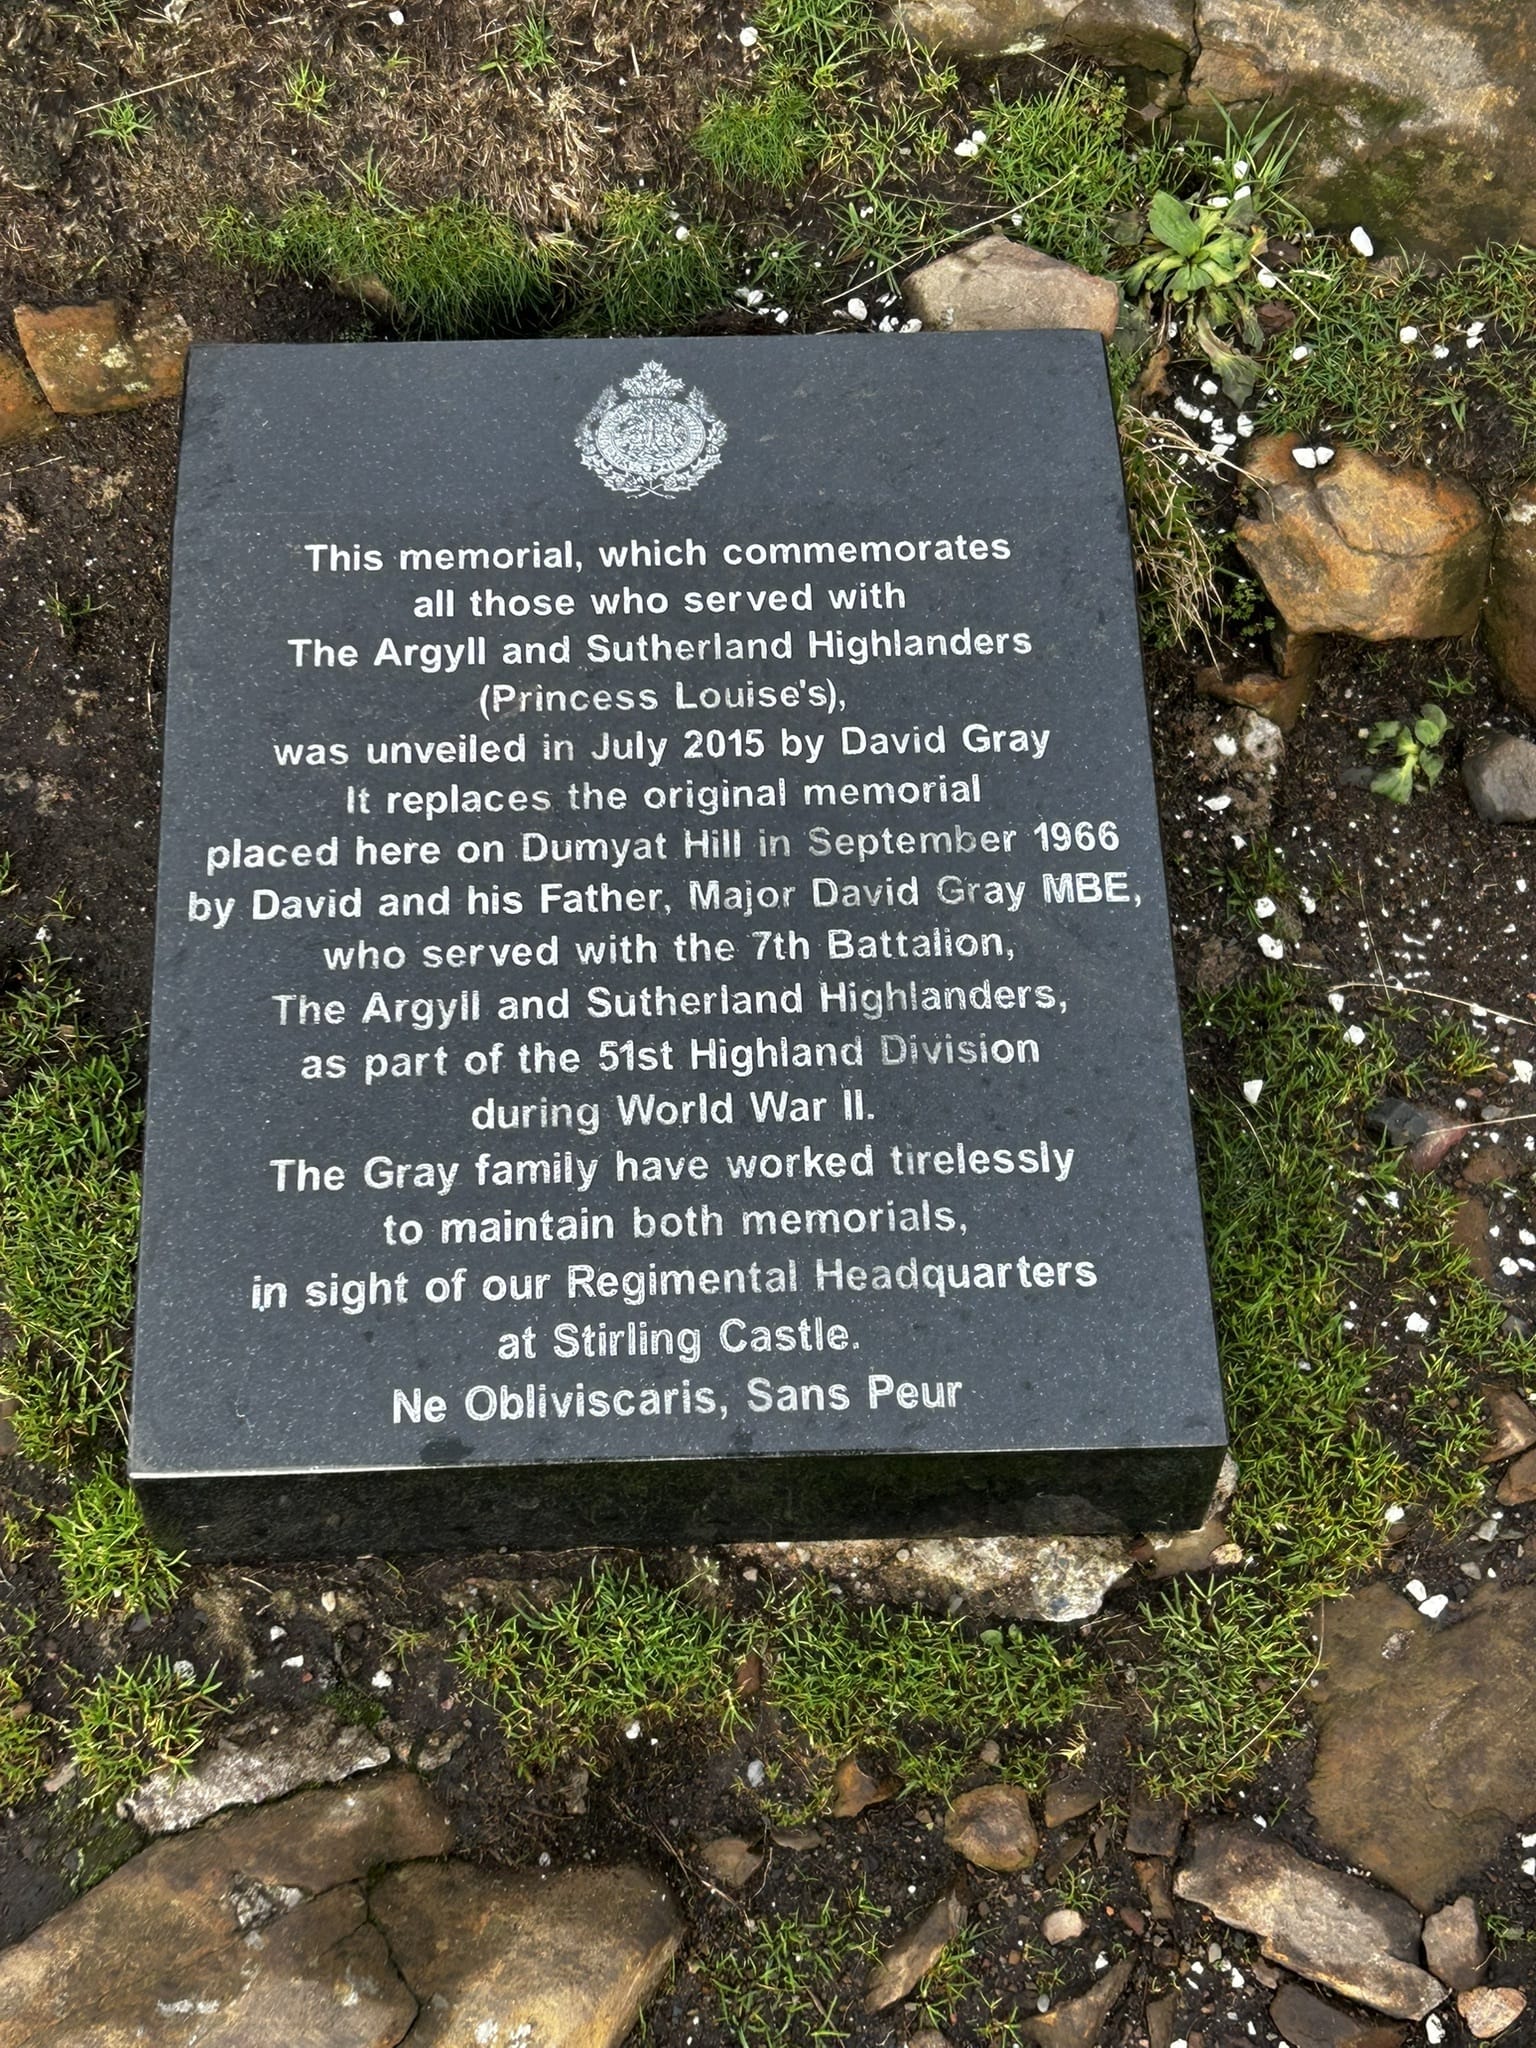 This memorial, which commemorates
all those who served with
The Argyll and Sutherland Highlanders
(Princess Louise's),
was unveiled in July 2015 by David Gray
It replaces the original memorial
placed here on Dumyat Hill in September 1966
by David and his Father, Major David Gray MBE,
who served with the 7th Battalion,
The Argyll and Sutherland Highlanders,
as part of the 51st Highland Division
during World War II.
The Gray family have worked tirelessly
to maintain both memorials,
in sight of our Regimental Headquarters
at Stirling Castle.
Ne Obliviscaris, Sans Peur